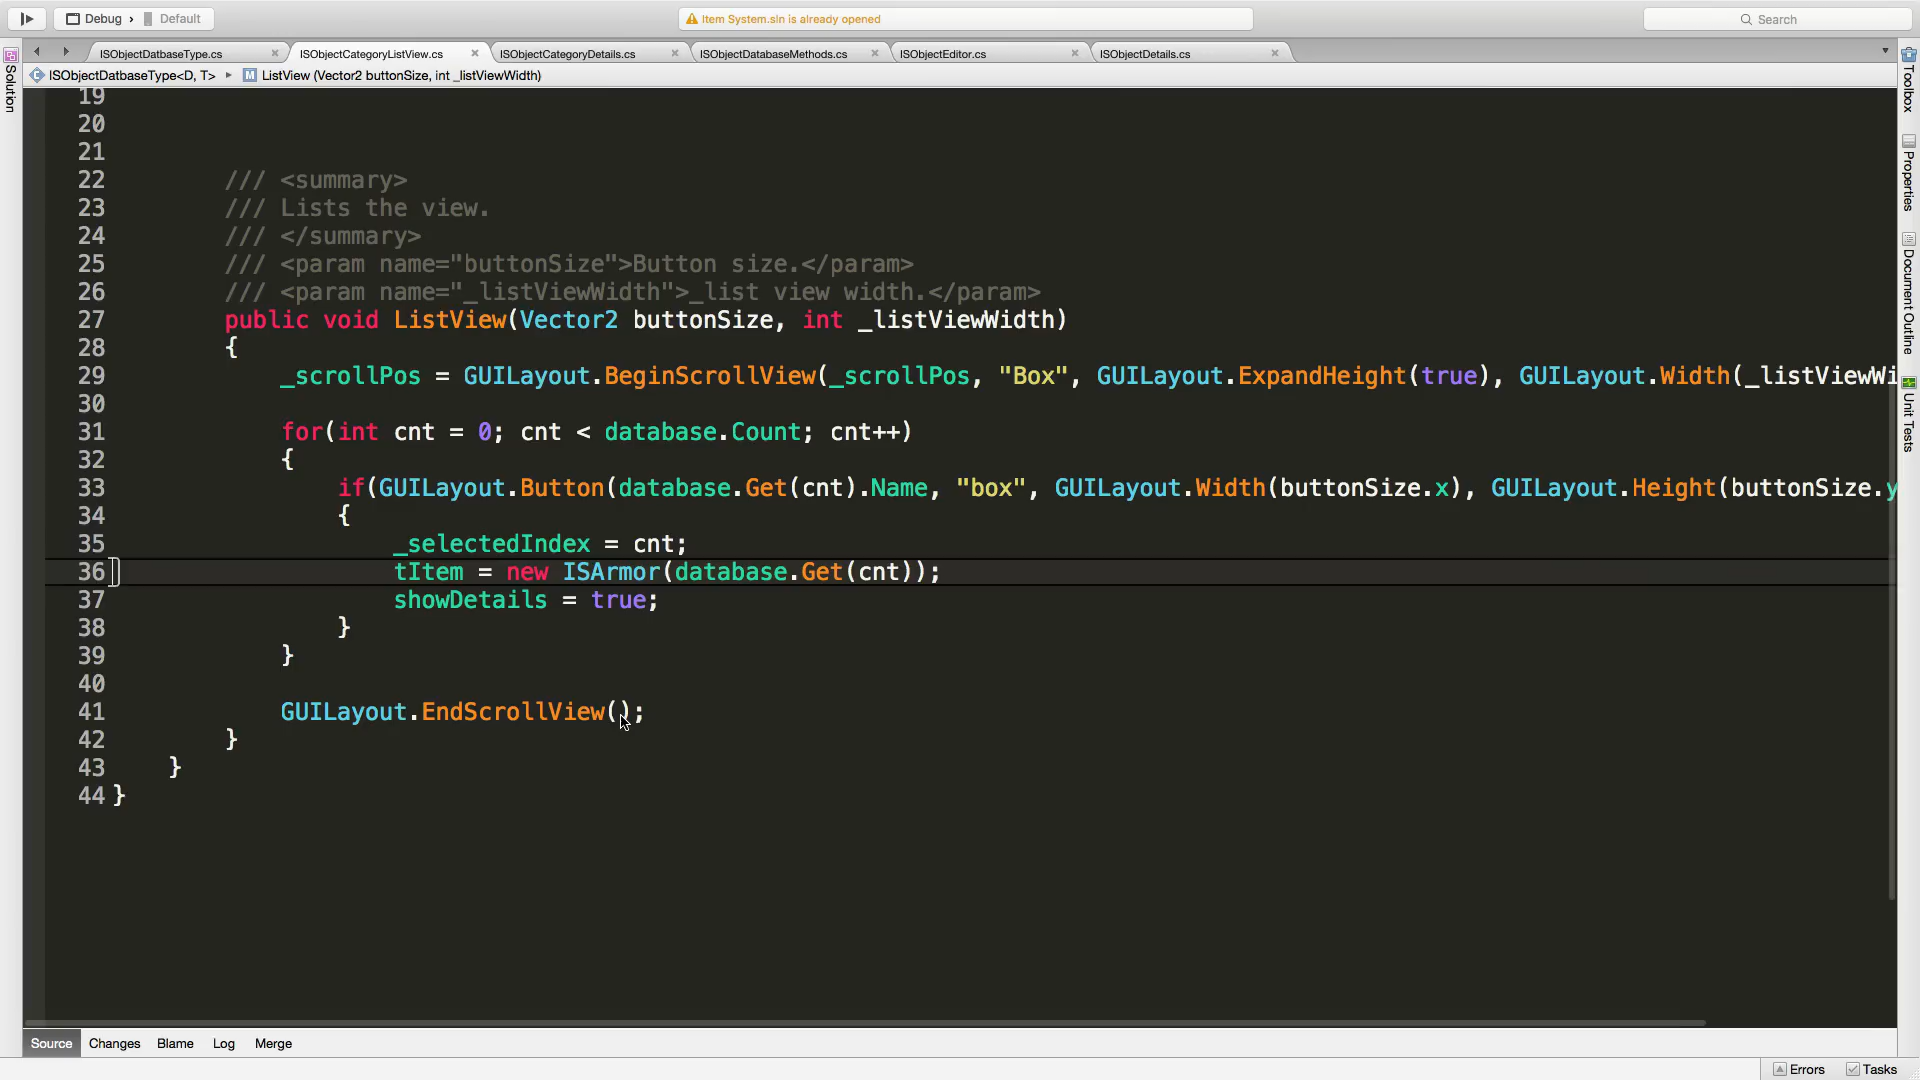 Debug › Default
Item System.sln is already opened
Search
ISObjectDatbaseType.cs
ISObjectCategoryListView.cs
ISObjectCategoryDetails.cs
ISObjectDatabaseMethods.cs
ISObjectEditor.cs
ISObjectDetails.cs
ISObjectDatbaseType<D, T> ▸ M ListView (Vector2 buttonSize, int _listViewWidth)
Solution
Toolbox
Properties
Document Outline
Unit Tests
19
20
21
22 /// <summary>
23 /// Lists the view.
24 /// </summary>
25 /// <param name="buttonSize">Button size.</param>
26 /// <param name="_listViewWidth">_list view width.</param>
27 public void ListView(Vector2 buttonSize, int _listViewWidth)
28 {
29 _scrollPos = GUILayout.BeginScrollView(_scrollPos, "Box", GUILayout.ExpandHeight(true), GUILayout.Width(_listViewWi
30
31 for(int cnt = 0; cnt < database.Count; cnt++)
32 {
33 if(GUILayout.Button(database.Get(cnt).Name, "box", GUILayout.Width(buttonSize.x), GUILayout.Height(buttonSize.y
34 {
35 _selectedIndex = cnt;
36 tItem = new ISArmor(database.Get(cnt));
37 showDetails = true;
38 }
39 }
40
41 GUILayout.EndScrollView();
42 }
43 }
44 }
Source Changes Blame Log Merge
Errors Tasks